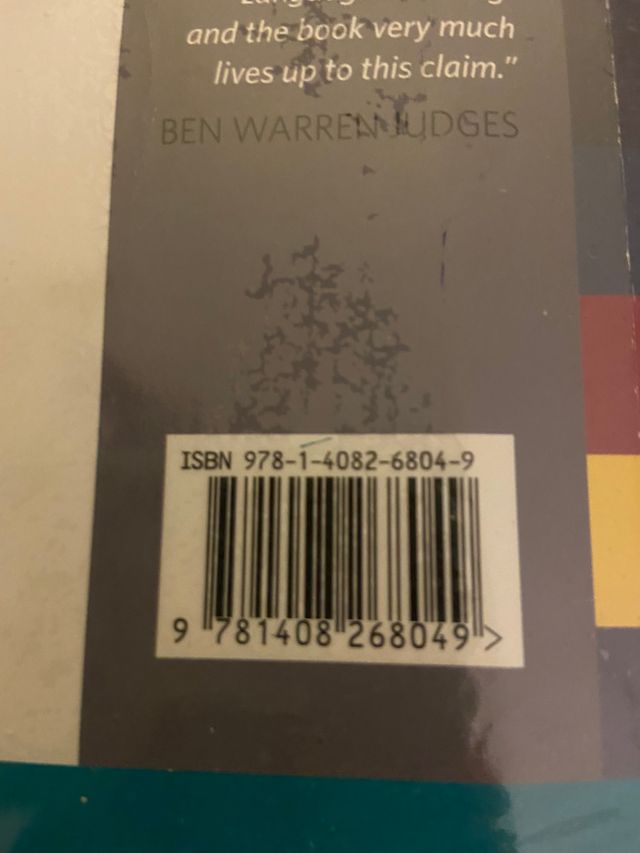 and the book very much
lives up to this claim."
BEN WARREN JUDGES
ISBN 978-1-4082-6804-9
9 781408 268049 >